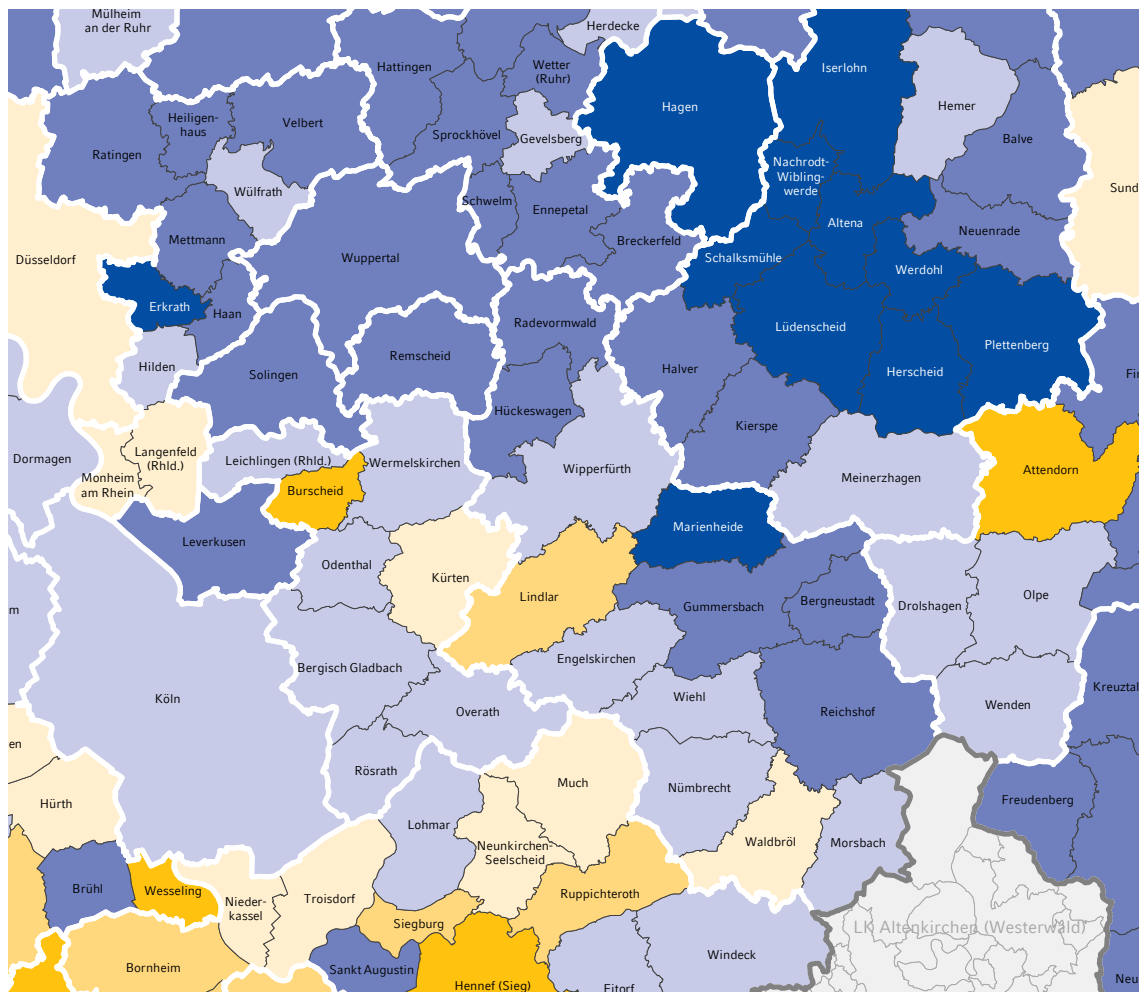 Mülheim
an der Ruhr
Herdecke
Hattingen
Wetter
(Ruhr)
Iserlohn
Hagen
Hemer
Heiligen-
haus
Velbert
Sprockhövel
Gevelsberg
Balve
Ratingen
Nachrodt-
Wibling-
werde
Wülfrath
Sund
Schwelm
Ennepetal
Altena
Mettmann
Breckerfeld
Neuenrade
Düsseldorf
Wuppertal
Schalksmühle
Werdohl
Erkrath
Haan
Radevormwald
Lüdenscheid
Plettenberg
Remscheid
Hilden
Solingen
Halver
Herscheid
Fir
Hückeswagen
Kierspe
Dormagen
Langenfeld
(Rhld.)
Leichlingen (Rhld.)
Wermelskirchen
Wipperfürth
Meinerzhagen
Attendorn
Monheim
am Rhein
Burscheid
Marienheide
Leverkusen
Odenthal
Kürten
Lindlar
Gummersbach
Bergneustadt
Drolshagen
Olpe
m
Engelskirchen
Bergisch Gladbach
Kreuztal
Köln
Wiehl
Overath
Reichshof
Wenden
en
Rösrath
Much
Nümbrecht
Hürth
Freudenberg
Lohmar
Waldbröl
Morsbach
Neunkirchen-
Seelscheid
Brühl
Wesseling
Nieder-
kassel
Troisdorf
Ruppichteroth
Siegburg
LK Altenkirchen (Westerwald)
Bornheim
Sankt Augustin
Windeck
Hennef (Sieg)
Eitorf
Neu